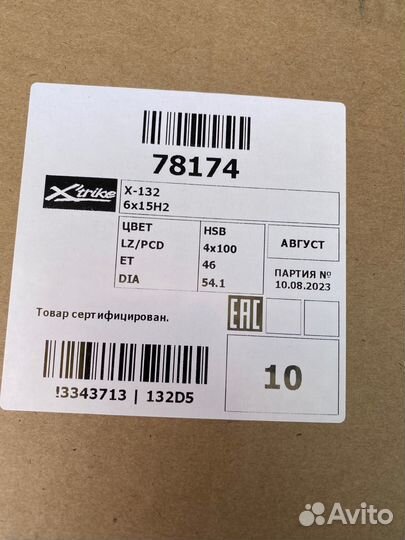 78174
X'trike
X-132
6x15H2
ЦВЕТ HSB
LZ/PCD 4x100
ET 46
DIA 54.1
АВГУСТ
ПАРТИЯ №
10.08.2023
Товар сертифицирован.
EAC
!3343713 | 132D5
10
Avito